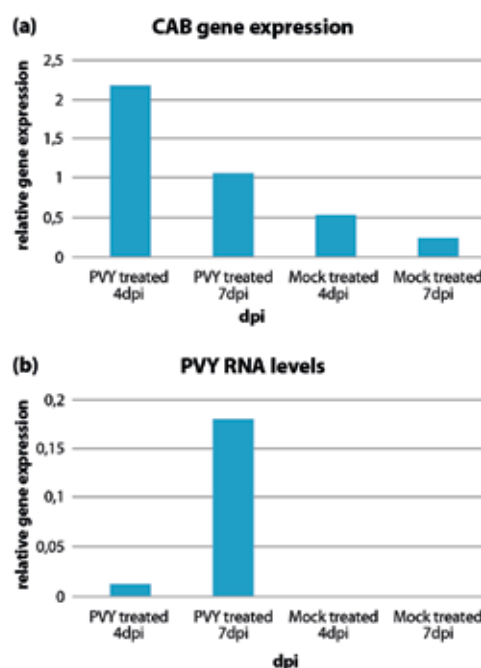 (a) CAB gene expression
relative gene expression
2,5
2
1,5
1
0,5
0
PVY treated PVY treated Mock treated Mock treated
4dpi 7dpi 4dpi 7dpi
dpi
(b) PVY RNA levels
relative gene expression
0,2
0,15
0,1
0,05
0
PVY treated PVY treated Mock treated Mock treated
4dpi 7dpi 4dpi 7dpi
dpi